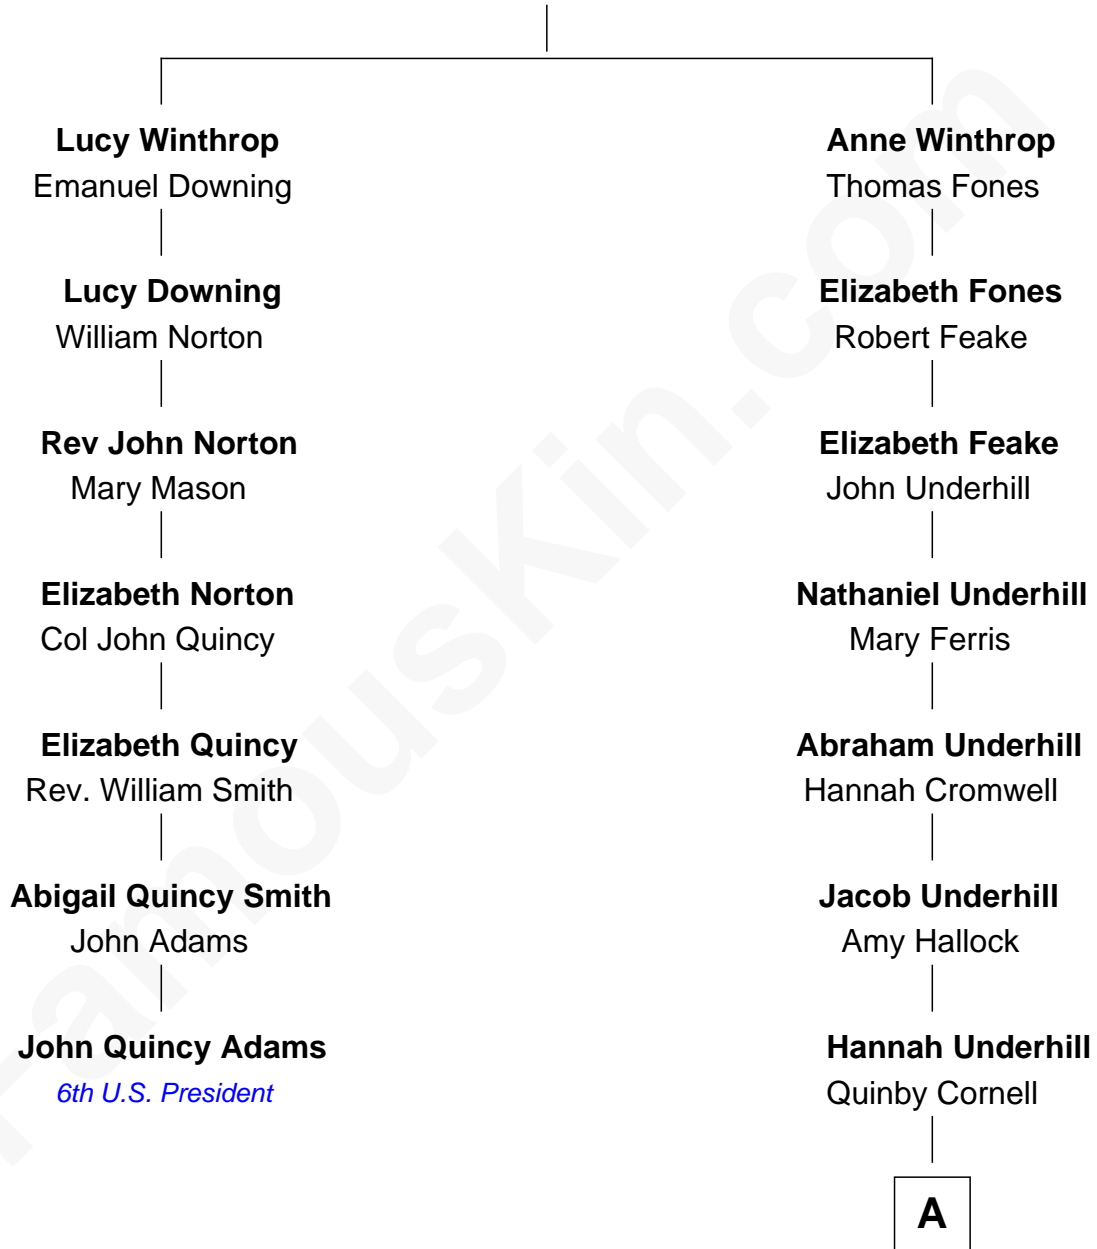 Lucy Winthrop
Emanuel Downing
Lucy Downing
William Norton
Rev John Norton
Mary Mason
Elizabeth Norton
Col John Quincy
Elizabeth Quincy
Rev. William Smith
Abigail Quincy Smith
John Adams
John Quincy Adams
6th U.S. President
Anne Winthrop
Thomas Fones
Elizabeth Fones
Robert Feake
Elizabeth Feake
John Underhill
Nathaniel Underhill
Mary Ferris
Abraham Underhill
Hannah Cromwell
Jacob Underhill
Amy Hallock
Hannah Underhill
Quinby Cornell
A
FamousKin.com